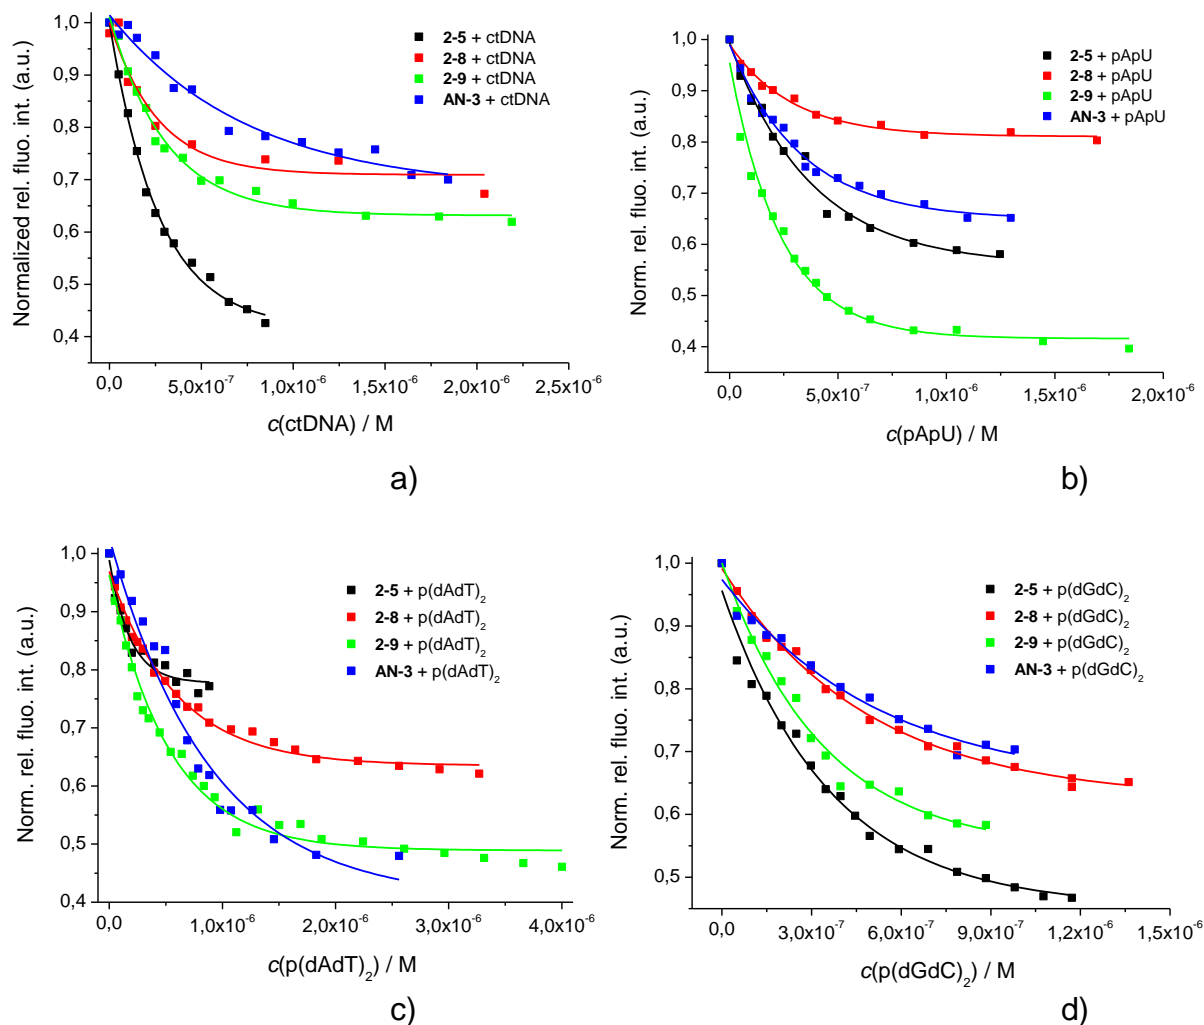 Normalized rel. fluo. int. (a.u.)
1,0
0,9
0,8
0,7
0,6
0,5
0,4
2-5 + ctDNA
2-8 + ctDNA
2-9 + ctDNA
AN-3 + ctDNA
0,0 5,0x10⁻⁷ 1,0x10⁻⁶ 1,5x10⁻⁶ 2,0x10⁻⁶ 2,5x10⁻⁶
c(ctDNA) / M
a)
Norm. rel. fluo. int. (a.u.)
1,0
0,9
0,8
0,7
0,6
0,5
0,4
2-5 + pApU
2-8 + pApU
2-9 + pApU
AN-3 + pApU
0,0 5,0x10⁻⁷ 1,0x10⁻⁶ 1,5x10⁻⁶ 2,0x10⁻⁶
c(pApU) / M
b)
Norm. rel. fluo. int. (a.u.)
1,0
0,9
0,8
0,7
0,6
0,5
0,4
2-5 + p(dAdT)₂
2-8 + p(dAdT)₂
2-9 + p(dAdT)₂
AN-3 + p(dAdT)₂
0,0 1,0x10⁻⁶ 2,0x10⁻⁶ 3,0x10⁻⁶ 4,0x10⁻⁶
c(p(dAdT)₂) / M
c)
Norm. rel. fluo. int. (a.u.)
1,0
0,9
0,8
0,7
0,6
0,5
2-5 + p(dGdC)₂
2-8 + p(dGdC)₂
2-9 + p(dGdC)₂
AN-3 + p(dGdC)₂
0,0 3,0x10⁻⁷ 6,0x10⁻⁷ 9,0x10⁻⁷ 1,2x10⁻⁶ 1,5x10⁻⁶
c(p(dGdC)₂) / M
d)